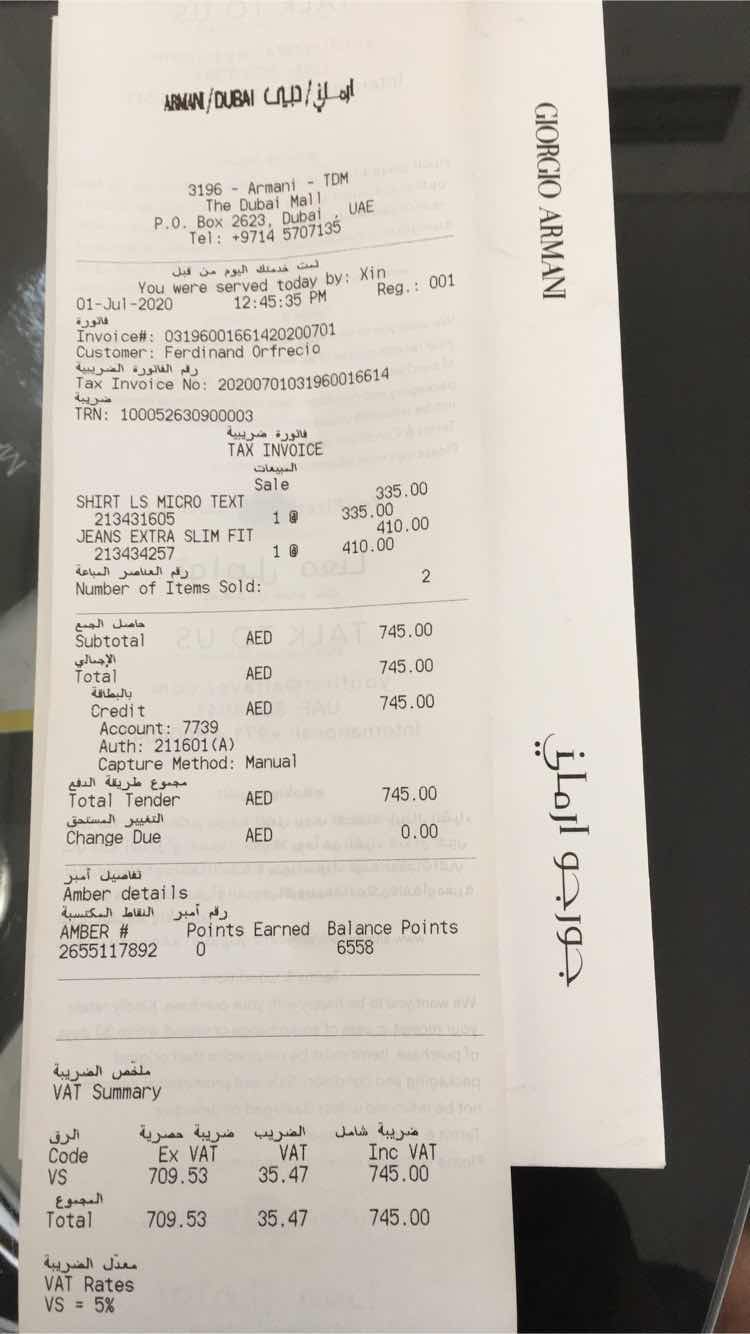 ARMANI/DUBAI ارماني/دبي
3196 - Armani - TDM
The Dubai Mall
P.O. Box 2623, Dubai , UAE
Tel: +9714 5707135
تمت خدمتك اليوم من قبل
You were served today by: Xin
01-Jul-2020 12:45:35 PM Reg.: 001
فاتورة
Invoice#: 03196001661420200701
Customer: Ferdinand Orfrecio
رقم الفاتورة الضريبية
Tax Invoice No: 20200701031960016614
ضريبة
TRN: 100052630900003
فاتورة ضريبية
TAX INVOICE
المبيعات
Sale
SHIRT LS MICRO TEXT 335.00
213431605 1 @ 335.00
JEANS EXTRA SLIM FIT 410.00
213434257 1 @ 410.00
رقم العناصر المباعة
Number of Items Sold: 2
حاصل الجمع
Subtotal AED 745.00
الإجمالي
Total AED 745.00
بالبطاقة
Credit AED 745.00
Account: 7739
Auth: 211601(A)
Capture Method: Manual
مجموع طريقة الدفع
Total Tender AED 745.00
التغيير المستحق
Change Due AED 0.00
تفاصيل أمبر
Amber details
رقم أمبر النقاط المكتسبة
AMBER # Points Earned Balance Points
2655117892 0 6558
ملخّص الضريبة
VAT Summary
الرق ضريبة حصرية الضريب ضريبة شامل
Code Ex VAT VAT Inc VAT
VS 709.53 35.47 745.00
المجموع
Total 709.53 35.47 745.00
معدّل الضريبة
VAT Rates
VS = 5%
GIORGIO ARMANI
جورجو ارماني